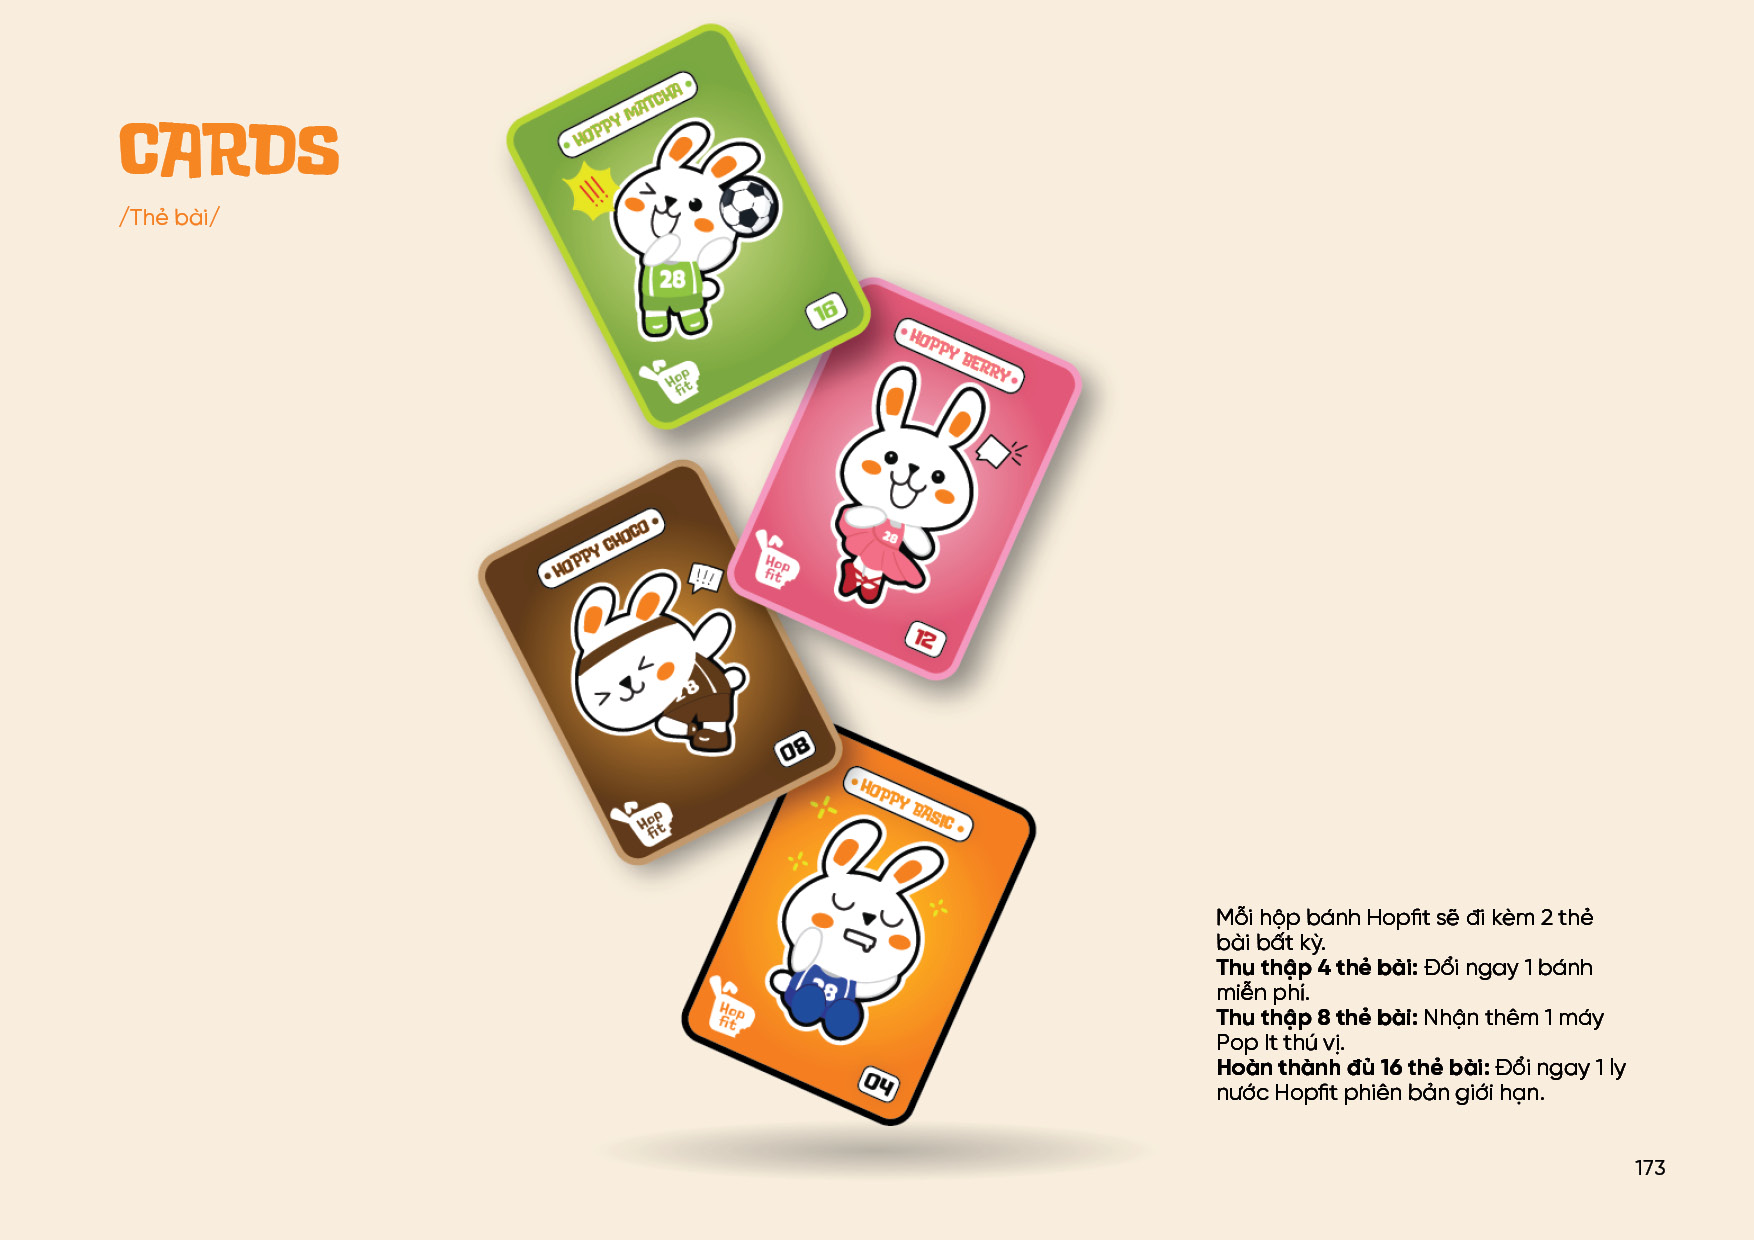 CARDS
/Thẻ bài/
HOPPY MATCHA
!!!
28
16
Hop
fit
HOPPY BERRY
28
Hop
fit
12
HOPPY CHOCO
!!!
28
08
Hop
fit
HOPPY BASIC
28
Hop
fit
04
Mỗi hộp bánh Hopfit sẽ đi kèm 2 thẻ
bài bất kỳ.
Thu thập 4 thẻ bài: Đổi ngay 1 bánh
miễn phí.
Thu thập 8 thẻ bài: Nhận thêm 1 máy
Pop It thú vị.
Hoàn thành đủ 16 thẻ bài: Đổi ngay 1 ly
nước Hopfit phiên bản giới hạn.
173